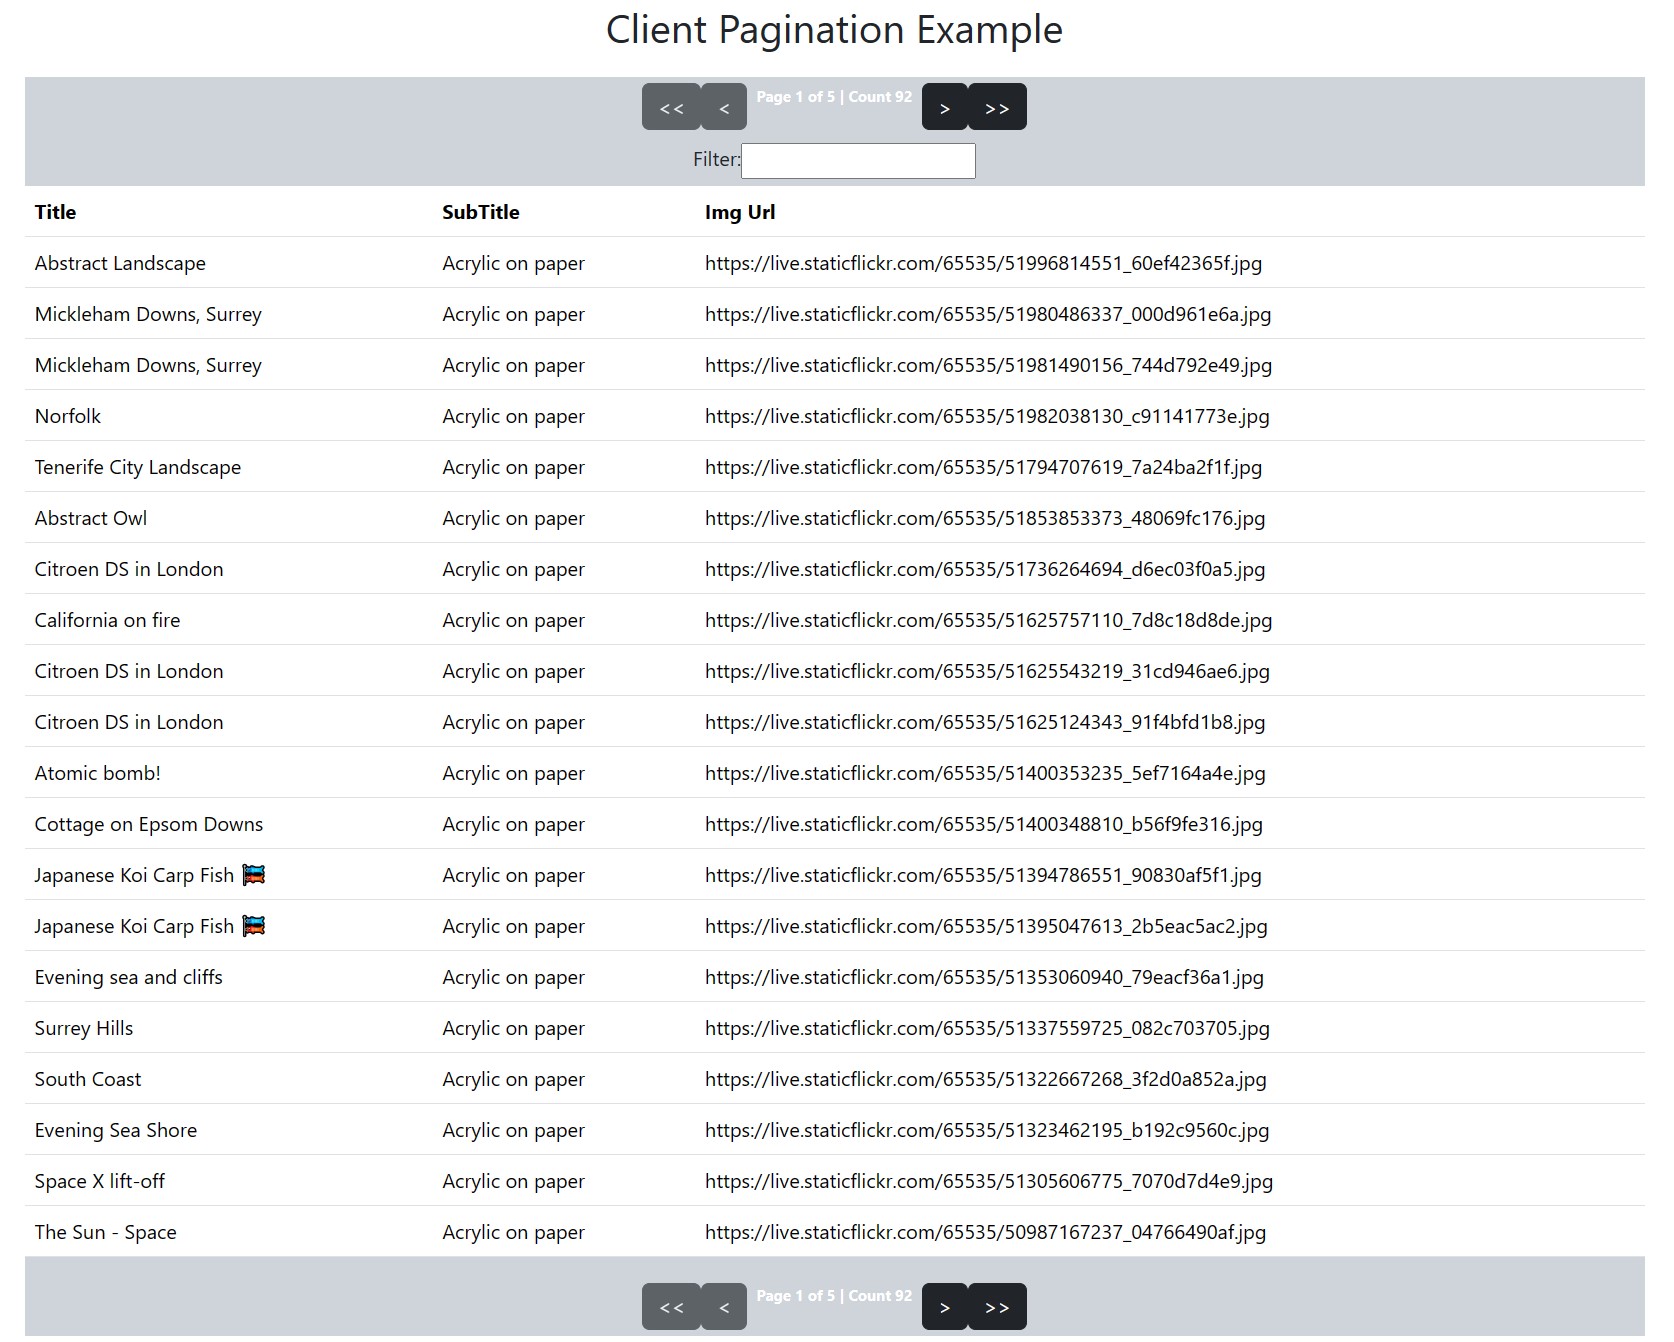 Client Pagination Example
<< < Page 1 of 5 | Count 92 > >>
Filter:
Title SubTitle Img Url
Abstract Landscape Acrylic on paper https://live.staticflickr.com/65535/51996814551_60ef42365f.jpg
Mickleham Downs, Surrey Acrylic on paper https://live.staticflickr.com/65535/51980486337_000d961e6a.jpg
Mickleham Downs, Surrey Acrylic on paper https://live.staticflickr.com/65535/51981490156_744d792e49.jpg
Norfolk Acrylic on paper https://live.staticflickr.com/65535/51982038130_c91141773e.jpg
Tenerife City Landscape Acrylic on paper https://live.staticflickr.com/65535/51794707619_7a24ba2f1f.jpg
Abstract Owl Acrylic on paper https://live.staticflickr.com/65535/51853853373_48069fc176.jpg
Citroen DS in London Acrylic on paper https://live.staticflickr.com/65535/51736264694_d6ec03f0a5.jpg
California on fire Acrylic on paper https://live.staticflickr.com/65535/51625757110_7d8c18d8de.jpg
Citroen DS in London Acrylic on paper https://live.staticflickr.com/65535/51625543219_31cd946ae6.jpg
Citroen DS in London Acrylic on paper https://live.staticflickr.com/65535/51625124343_91f4bfd1b8.jpg
Atomic bomb! Acrylic on paper https://live.staticflickr.com/65535/51400353235_5ef7164a4e.jpg
Cottage on Epsom Downs Acrylic on paper https://live.staticflickr.com/65535/51400348810_b56f9fe316.jpg
Japanese Koi Carp Fish Acrylic on paper https://live.staticflickr.com/65535/51394786551_90830af5f1.jpg
Japanese Koi Carp Fish Acrylic on paper https://live.staticflickr.com/65535/51395047613_2b5eac5ac2.jpg
Evening sea and cliffs Acrylic on paper https://live.staticflickr.com/65535/51353060940_79eacf36a1.jpg
Surrey Hills Acrylic on paper https://live.staticflickr.com/65535/51337559725_082c703705.jpg
South Coast Acrylic on paper https://live.staticflickr.com/65535/51322667268_3f2d0a852a.jpg
Evening Sea Shore Acrylic on paper https://live.staticflickr.com/65535/51323462195_b192c9560c.jpg
Space X lift-off Acrylic on paper https://live.staticflickr.com/65535/51305606775_7070d7d4e9.jpg
The Sun - Space Acrylic on paper https://live.staticflickr.com/65535/50987167237_04766490af.jpg
<< < Page 1 of 5 | Count 92 > >>